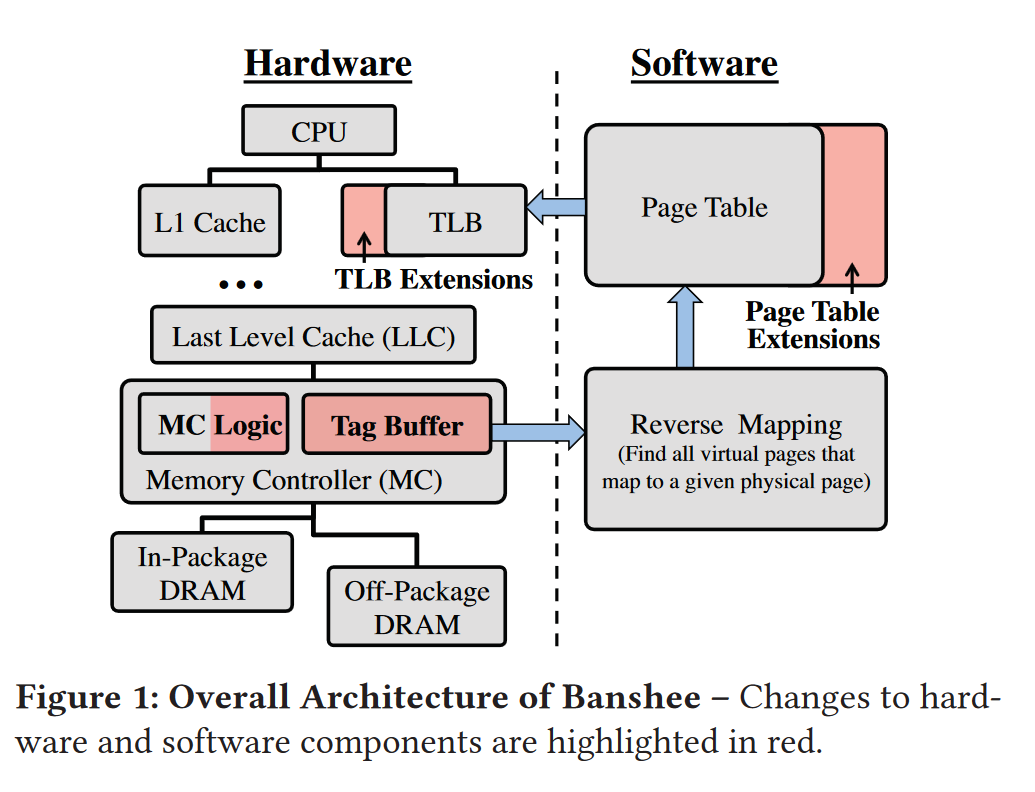 Hardware
Software
CPU
L1 Cache
TLB
Page Table
TLB Extensions
...
Page Table
Extensions
Last Level Cache (LLC)
MC Logic
Tag Buffer
Memory Controller (MC)
Reverse Mapping
(Find all virtual pages that
map to a given physical page)
In-Package
DRAM
Off-Package
DRAM
Figure 1: Overall Architecture of Banshee – Changes to hard-
ware and software components are highlighted in red.